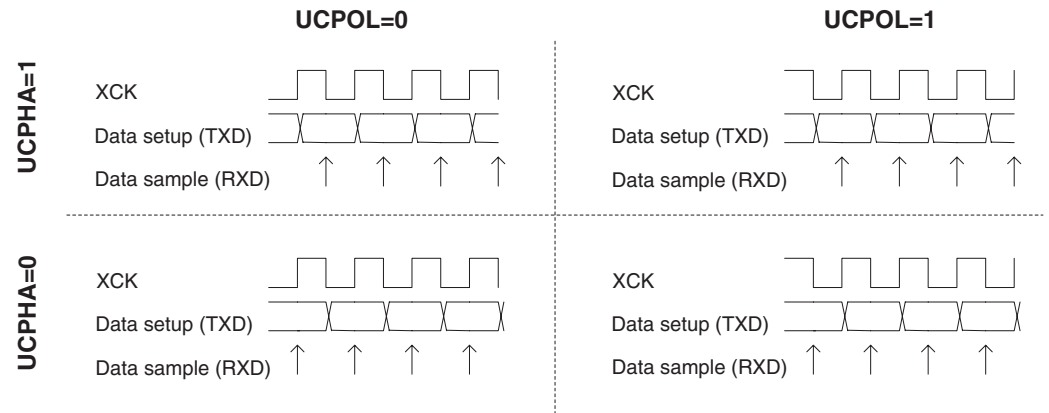 UCPOL=0
UCPOL=1
UCPHA=1
XCK
Data setup (TXD)
Data sample (RXD)
XCK
Data setup (TXD)
Data sample (RXD)
UCPHA=0
XCK
Data setup (TXD)
Data sample (RXD)
XCK
Data setup (TXD)
Data sample (RXD)